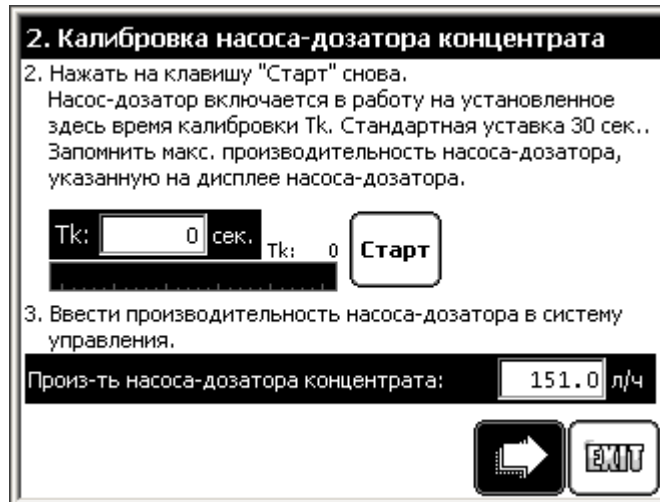 2. Калибровка насоса-дозатора концентрата
2. Нажать на клавишу "Старт" снова.
Насос-дозатор включается в работу на установленное
здесь время калибровки Tk. Стандартная уставка 30 сек..
Запомнить макс. производительность насоса-дозатора,
указанную на дисплее насоса-дозатора.
Tk: 0 сек. Tk: 0 Старт
3. Ввести производительность насоса-дозатора в систему
управления.
Произ-ть насоса-дозатора концентрата: 151.0 л/ч
EXIT